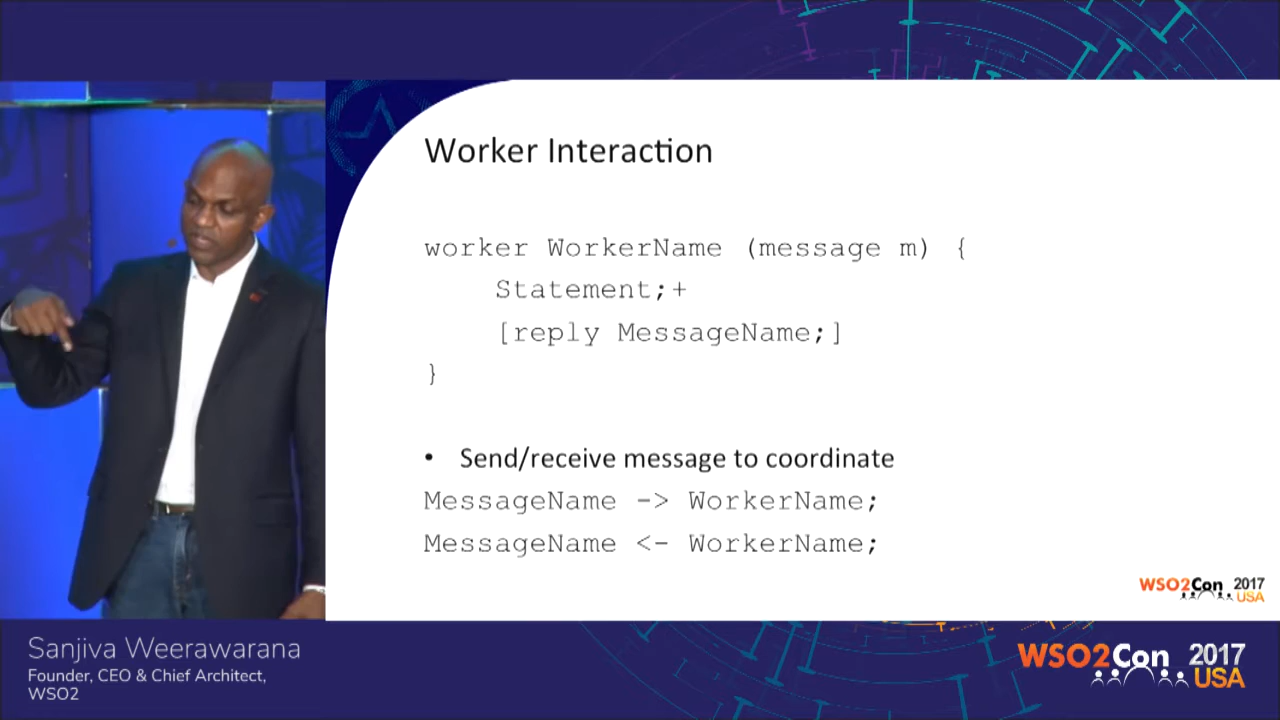 Worker Interaction
worker WorkerName (message m) {
Statement;+
[reply MessageName;]
}
• Send/receive message to coordinate
MessageName -> WorkerName;
MessageName <- WorkerName;
WSO2Con 2017
USA
Sanjiva Weerawarana
Founder, CEO & Chief Architect,
WSO2
WSO2Con 2017
USA